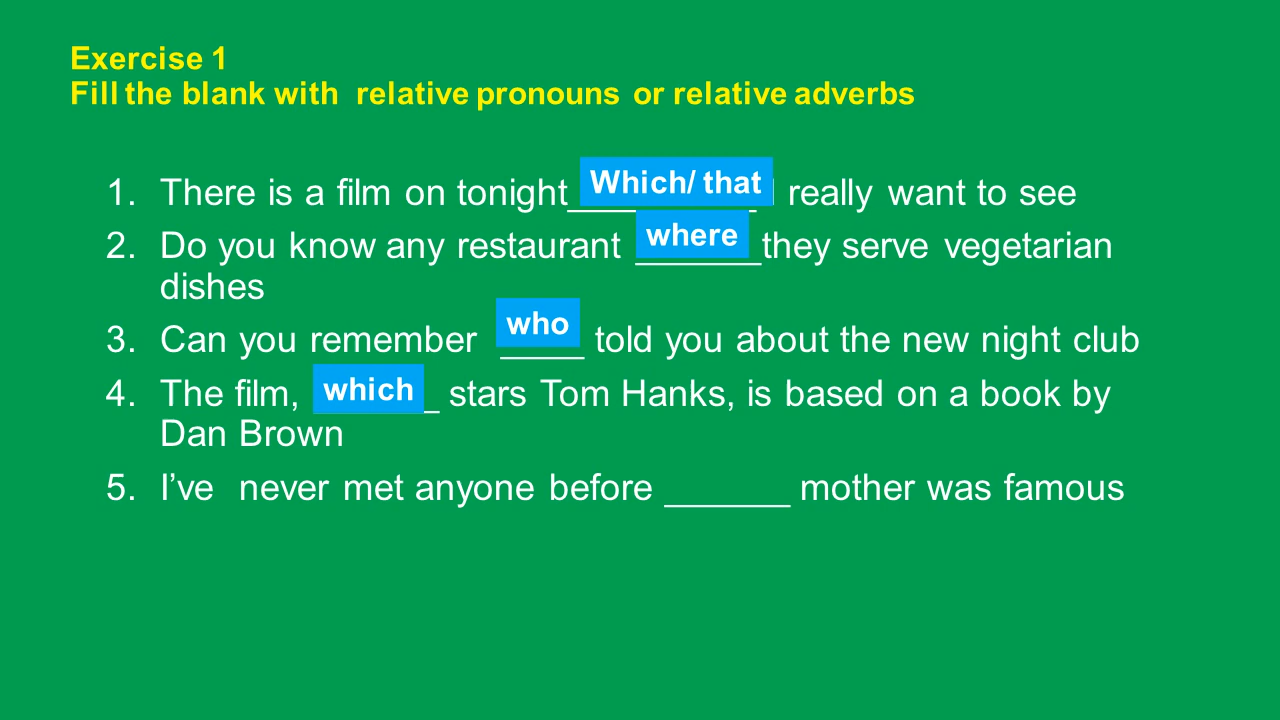 Exercise 1
Fill the blank with relative pronouns or relative adverbs
1. There is a film on tonight Which/ that I really want to see
2. Do you know any restaurant where they serve vegetarian
dishes
3. Can you remember who told you about the new night club
4. The film, which _ stars Tom Hanks, is based on a book by
Dan Brown
5. I’ve never met anyone before ______ mother was famous